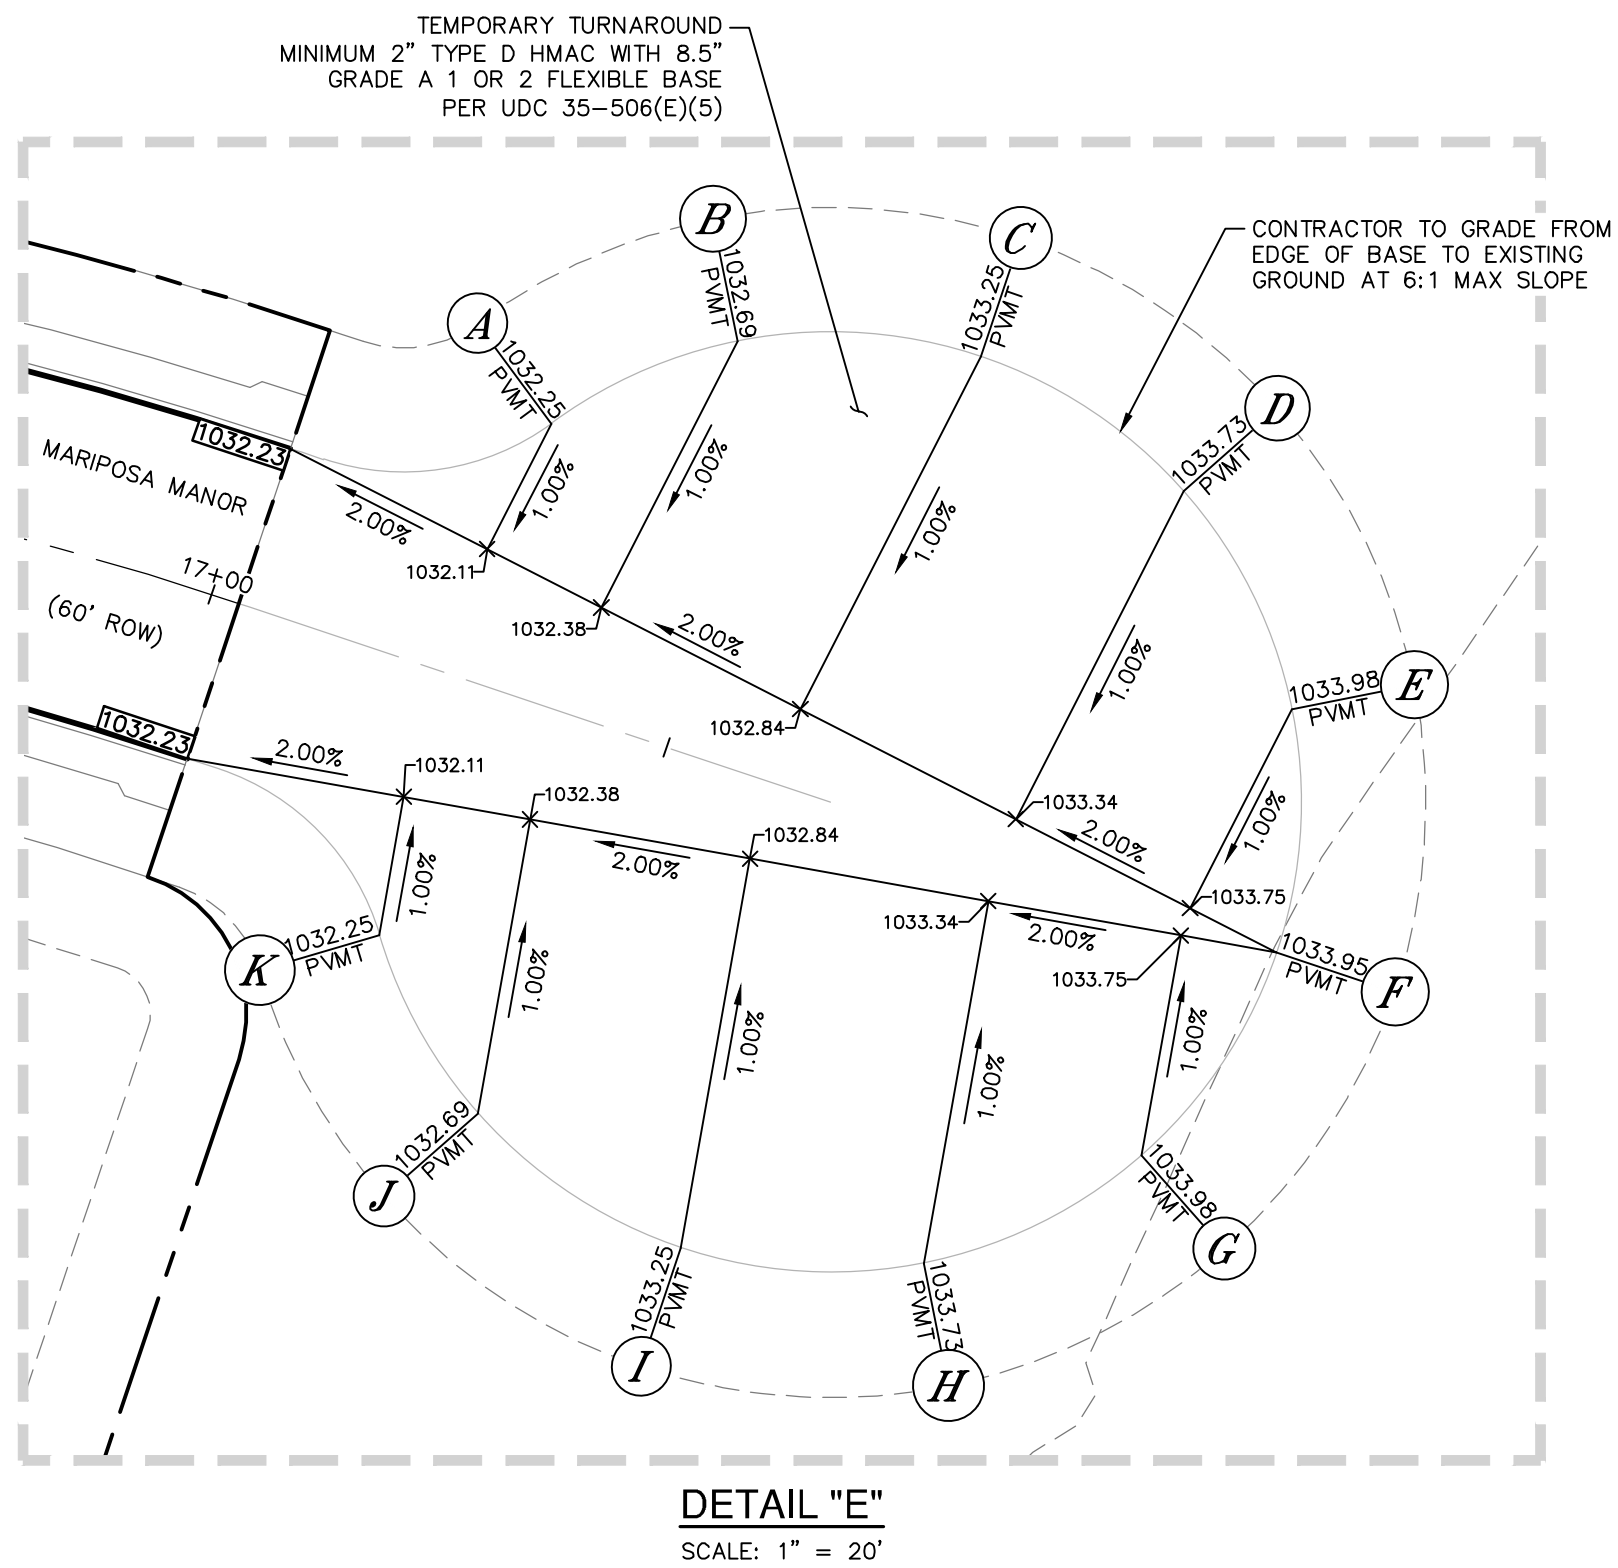 TEMPORARY TURNAROUND
MINIMUM 2" TYPE D HMAC WITH 8.5"
GRADE A 1 OR 2 FLEXIBLE BASE
PER UDC 35-506(E)(5)
CONTRACTOR TO GRADE FROM
EDGE OF BASE TO EXISTING
GROUND AT 6:1 MAX SLOPE
A
1032.25
PVMT
B
1032.69
PVMT
C
1033.25
PVMT
D
1033.73
PVMT
E
1033.98
PVMT
F
1033.95
PVMT
G
1033.98
PVMT
H
1033.73
PVMT
I
1033.25
PVMT
J
1032.69
PVMT
K
1032.25
PVMT
1032.23
MARIPOSA MANOR
17+00
(60' ROW)
1032.23
2.00%
1.00%
1.00%
1.00%
1.00%
1.00%
1032.11
1032.38
2.00%
1032.84
1033.34
2.00%
1033.75
2.00%
1032.11
1032.38
2.00%
1032.84
1033.34
2.00%
1033.75
1.00%
1.00%
1.00%
1.00%
1.00%
DETAIL "E"
SCALE: 1" = 20'